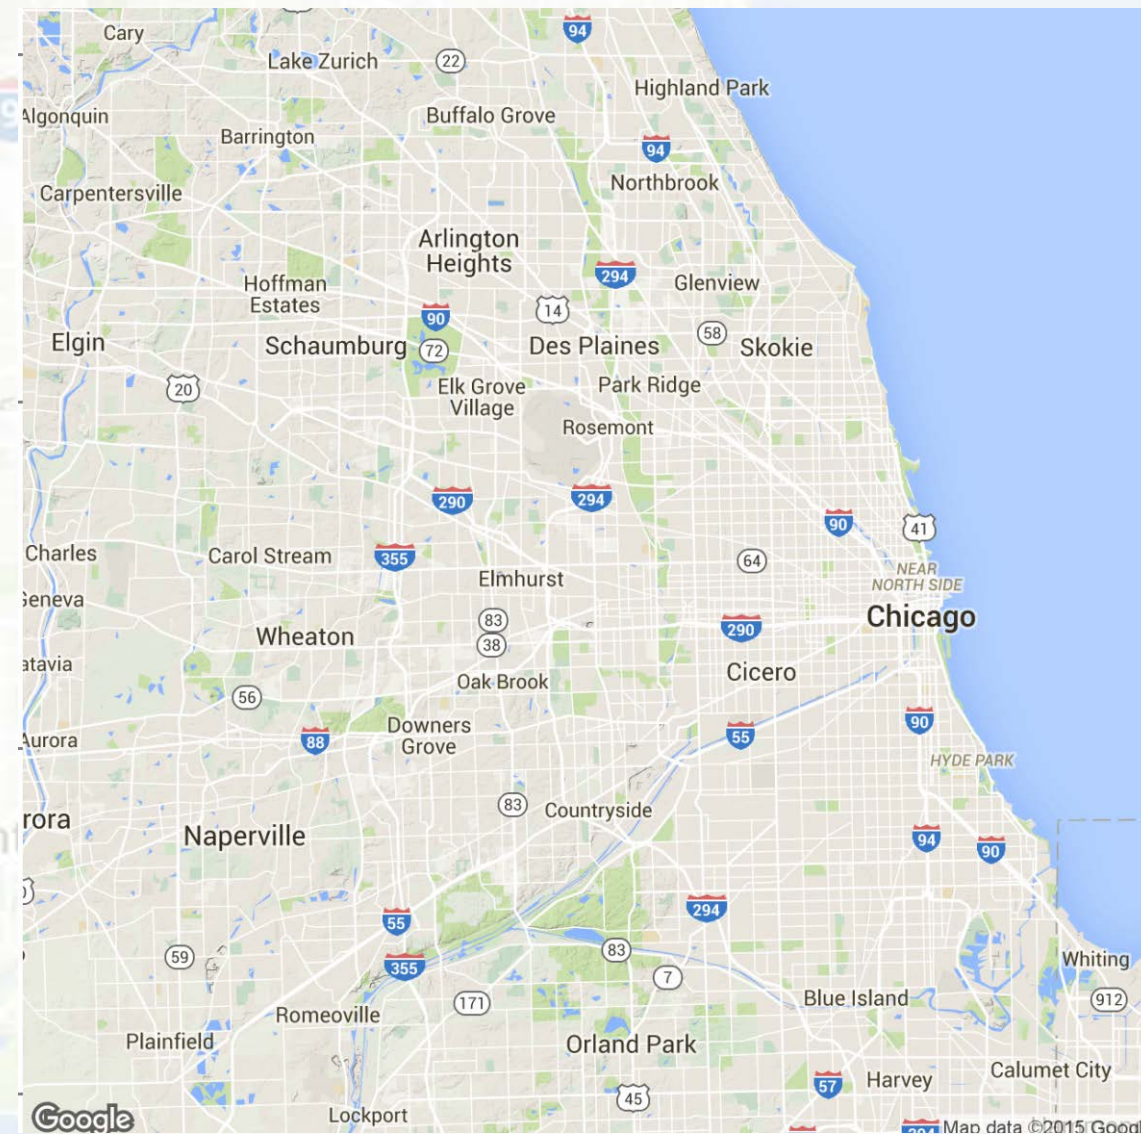 94
Cary
Lake Zurich
22
Highland Park
Algonquin
Buffalo Grove
Barrington
94
Northbrook
Carpentersville
Arlington
Heights
294
Glenview
Hoffman
Estates
90
14
58
Elgin
Schaumburg
72
Des Plaines
Skokie
20
Elk Grove
Village
Park Ridge
Rosemont
290
294
90
41
Charles
Carol Stream
355
64
Elmhurst
NEAR
NORTH SIDE
Geneva
83
Chicago
Wheaton
38
290
atavia
Oak Brook
Cicero
56
90
Aurora
88
Downers
Grove
55
HYDE PARK
83
Countryside
rora
Naperville
94
90
294
55
83
59
355
7
Whiting
171
Blue Island
912
Romeoville
Plainfield
Orland Park
57
Harvey
Calumet City
45
Google
Lockport
294
Map data ©2015 Goog